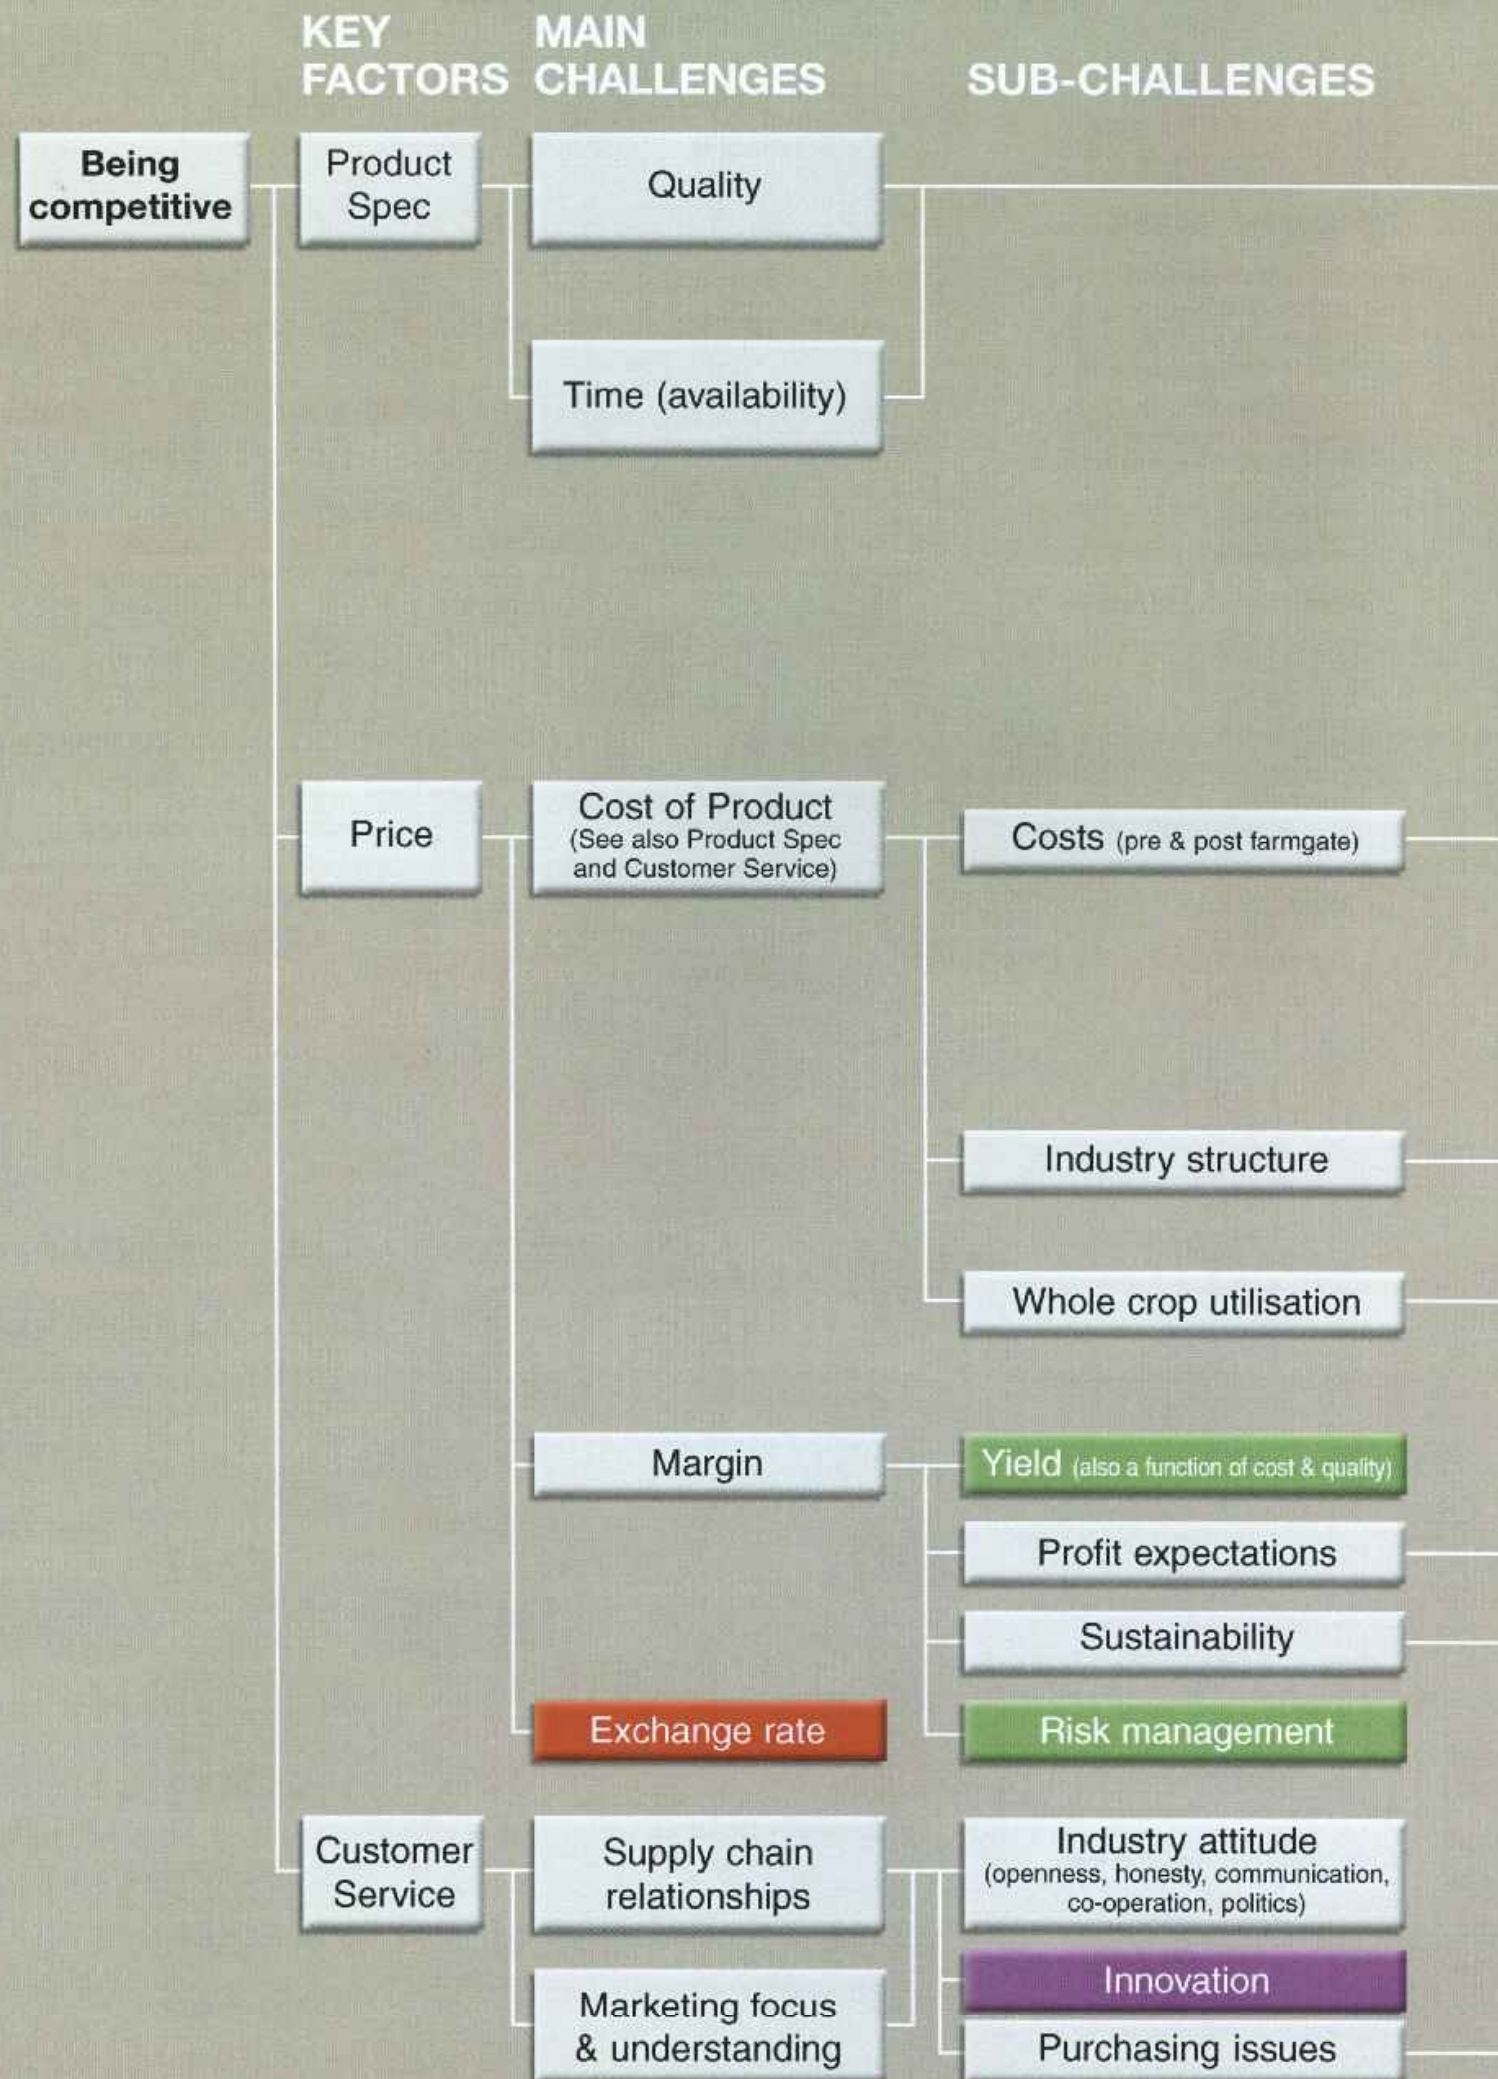 KEY
FACTORS
MAIN
CHALLENGES
SUB-CHALLENGES
Being
competitive
Product
Spec
Quality
Time (availability)
Price
Cost of Product
(See also Product Spec
and Customer Service)
Costs (pre & post farmgate)
Industry structure
Whole crop utilisation
Margin
Yield (also a function of cost & quality)
Profit expectations
Sustainability
Exchange rate
Risk management
Customer
Service
Supply chain
relationships
Industry attitude
(openness, honesty, communication,
co-operation, politics)
Innovation
Marketing focus
& understanding
Purchasing issues